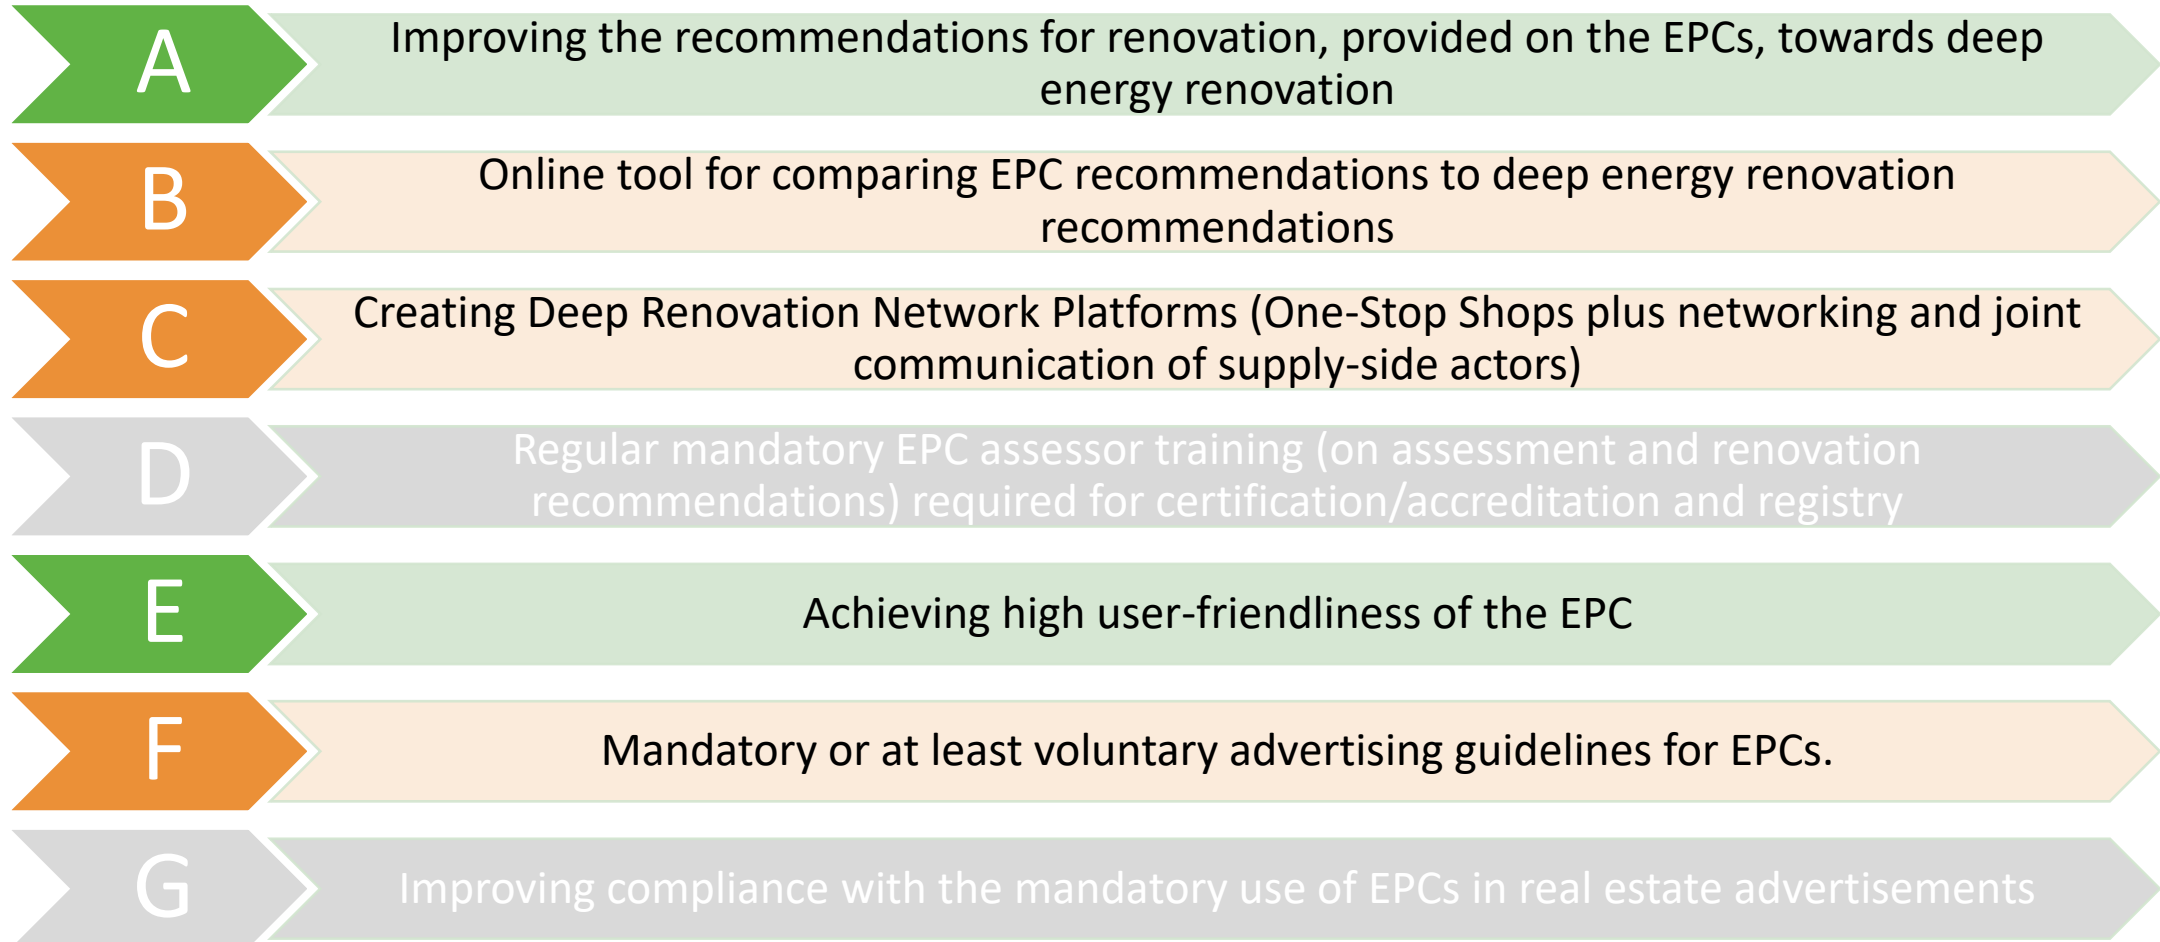 A
Improving the recommendations for renovation, provided on the EPCs, towards deep
energy renovation
B
Online tool for comparing EPC recommendations to deep energy renovation
recommendations
C
Creating Deep Renovation Network Platforms (One-Stop Shops plus networking and joint
communication of supply-side actors)
D
Regular mandatory EPC assessor training (on assessment and renovation
recommendations) required for certification/accreditation and registry
E
Achieving high user-friendliness of the EPC
F
Mandatory or at least voluntary advertising guidelines for EPCs.
G
Improving compliance with the mandatory use of EPCs in real estate advertisements